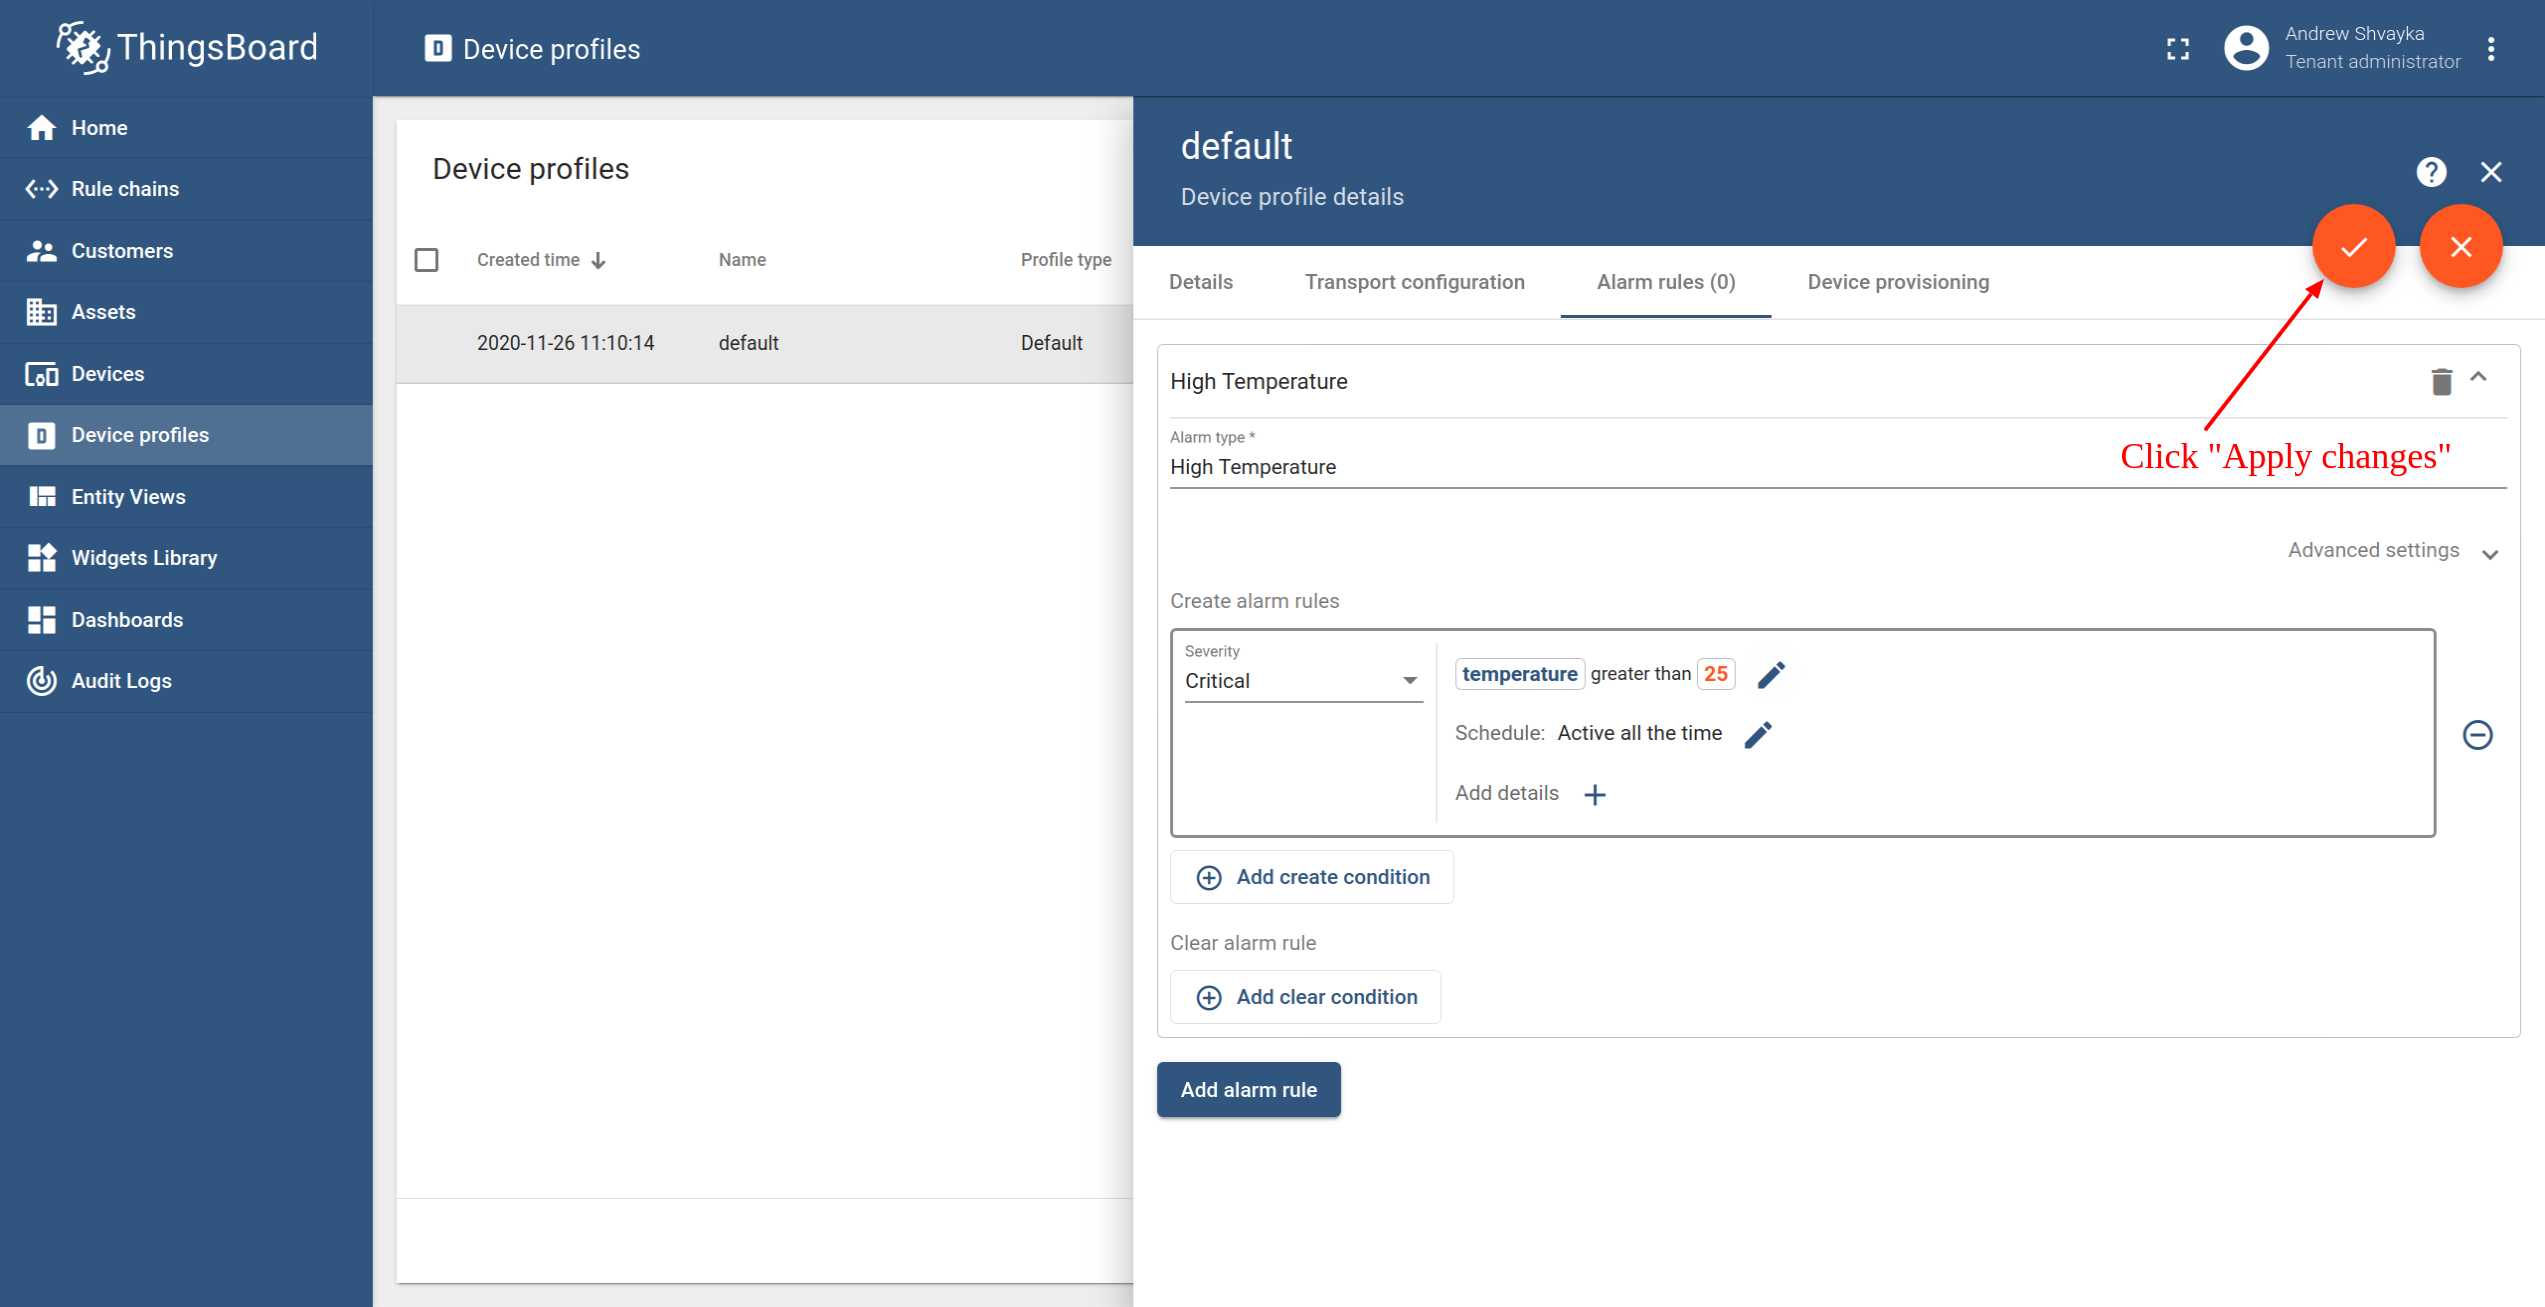 ThingsBoard
Device profiles
Andrew Shvayka
Tenant administrator
Home
Rule chains
Customers
Assets
Devices
Device profiles
Entity Views
Widgets Library
Dashboards
Audit Logs
Device profiles
Created time
Name
Profile type
2020-11-26 11:10:14
default
Default
default
Device profile details
Details
Transport configuration
Alarm rules (0)
Device provisioning
High Temperature
Alarm type *
High Temperature
Click "Apply changes"
Advanced settings
Create alarm rules
Severity
Critical
temperature greater than 25
Schedule: Active all the time
Add details
Add create condition
Clear alarm rule
Add clear condition
Add alarm rule